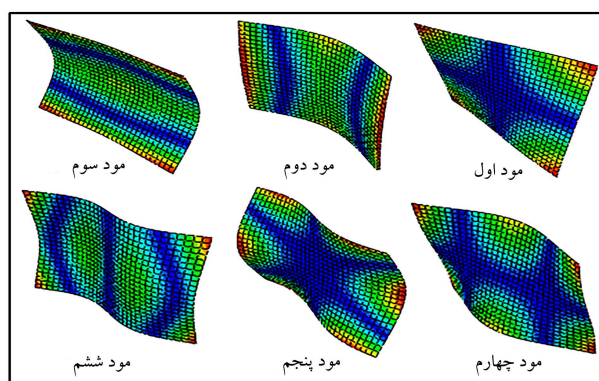 مود اول
مود دوم
مود سوم
مود چهارم
مود پنجم
مود ششم